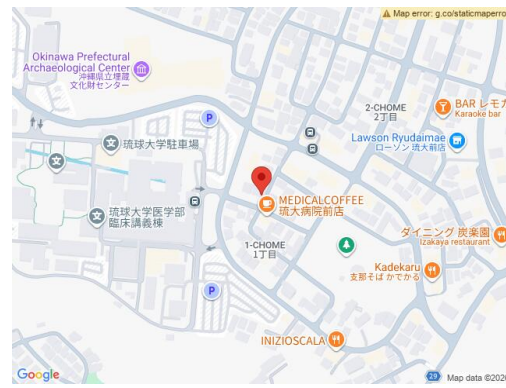 Map error: g.co/staticmaperro
Okinawa Prefectural
Archaeological Center
沖縄県立埋蔵
文化財センター
2-CHOME
2丁目
BAR レモナ
Karaoke bar
Lawson Ryudaimae
ローソン 琉大前店
琉球大学駐車場
琉球大学医学部
臨床講義棟
MEDICALCOFFEE
琉大病院前店
1-CHOME
1丁目
ダイニング 炭楽園
Izakaya restaurant
Kadekaru
支那そば かでかる
INIZIOSCALA
P
P
29
Google
Map data ©2026